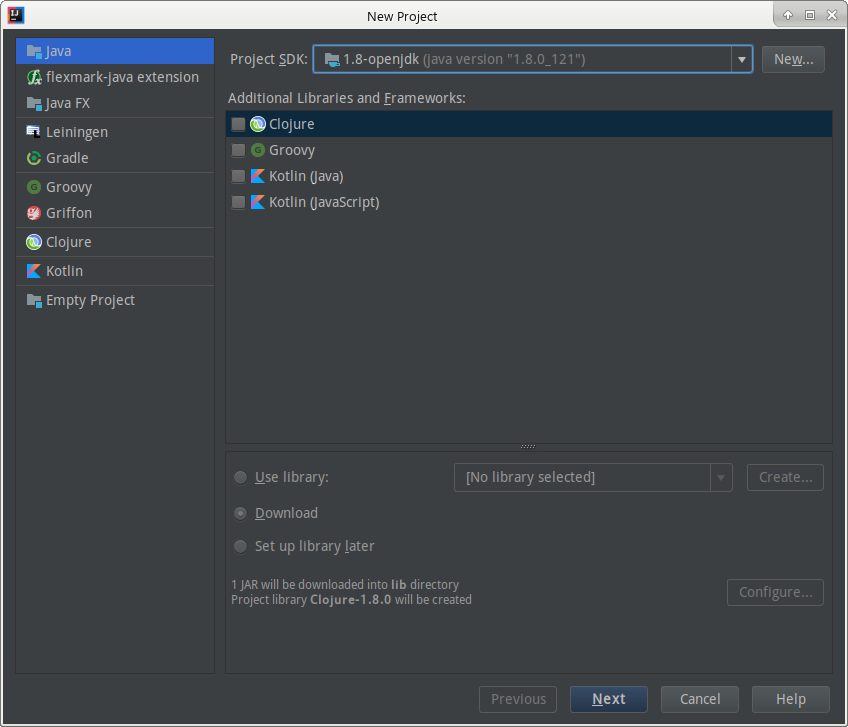 New Project
Java
flexmark-java extension
Java FX
Leiningen
Gradle
Groovy
Griffon
Clojure
Kotlin
Empty Project
Project SDK: 1.8-openjdk (java version "1.8.0_121") New...
Additional Libraries and Frameworks:
Clojure
Groovy
Kotlin (Java)
Kotlin (JavaScript)
Use library: [No library selected] Create...
Download
Set up library later
1 JAR will be downloaded into lib directory
Project library Clojure-1.8.0 will be created
Configure...
Previous Next Cancel Help